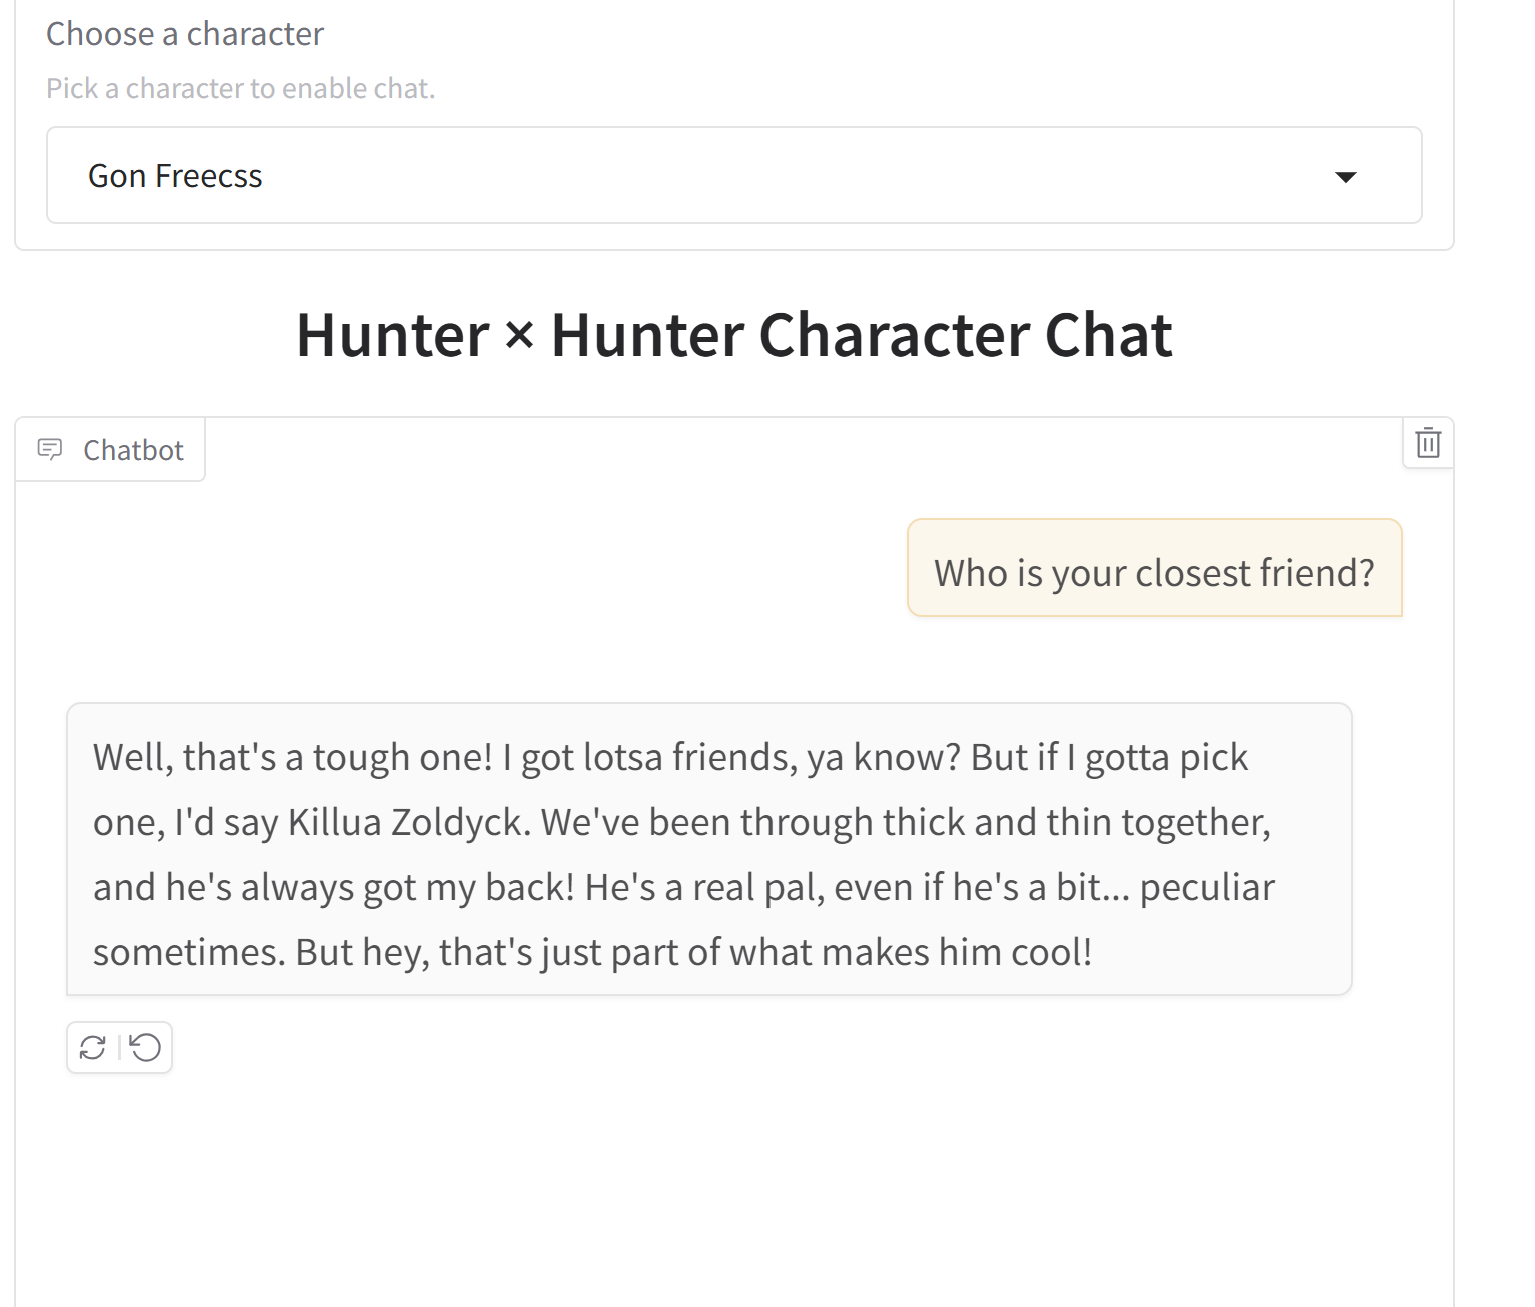 Choose a character
Pick a character to enable chat.
Gon Freecss
Hunter × Hunter Character Chat
Chatbot
Who is your closest friend?
Well, that's a tough one! I got lotsa friends, ya know? But if I gotta pick
one, I'd say Killua Zoldyck. We've been through thick and thin together,
and he's always got my back! He's a real pal, even if he's a bit... peculiar
sometimes. But hey, that's just part of what makes him cool!